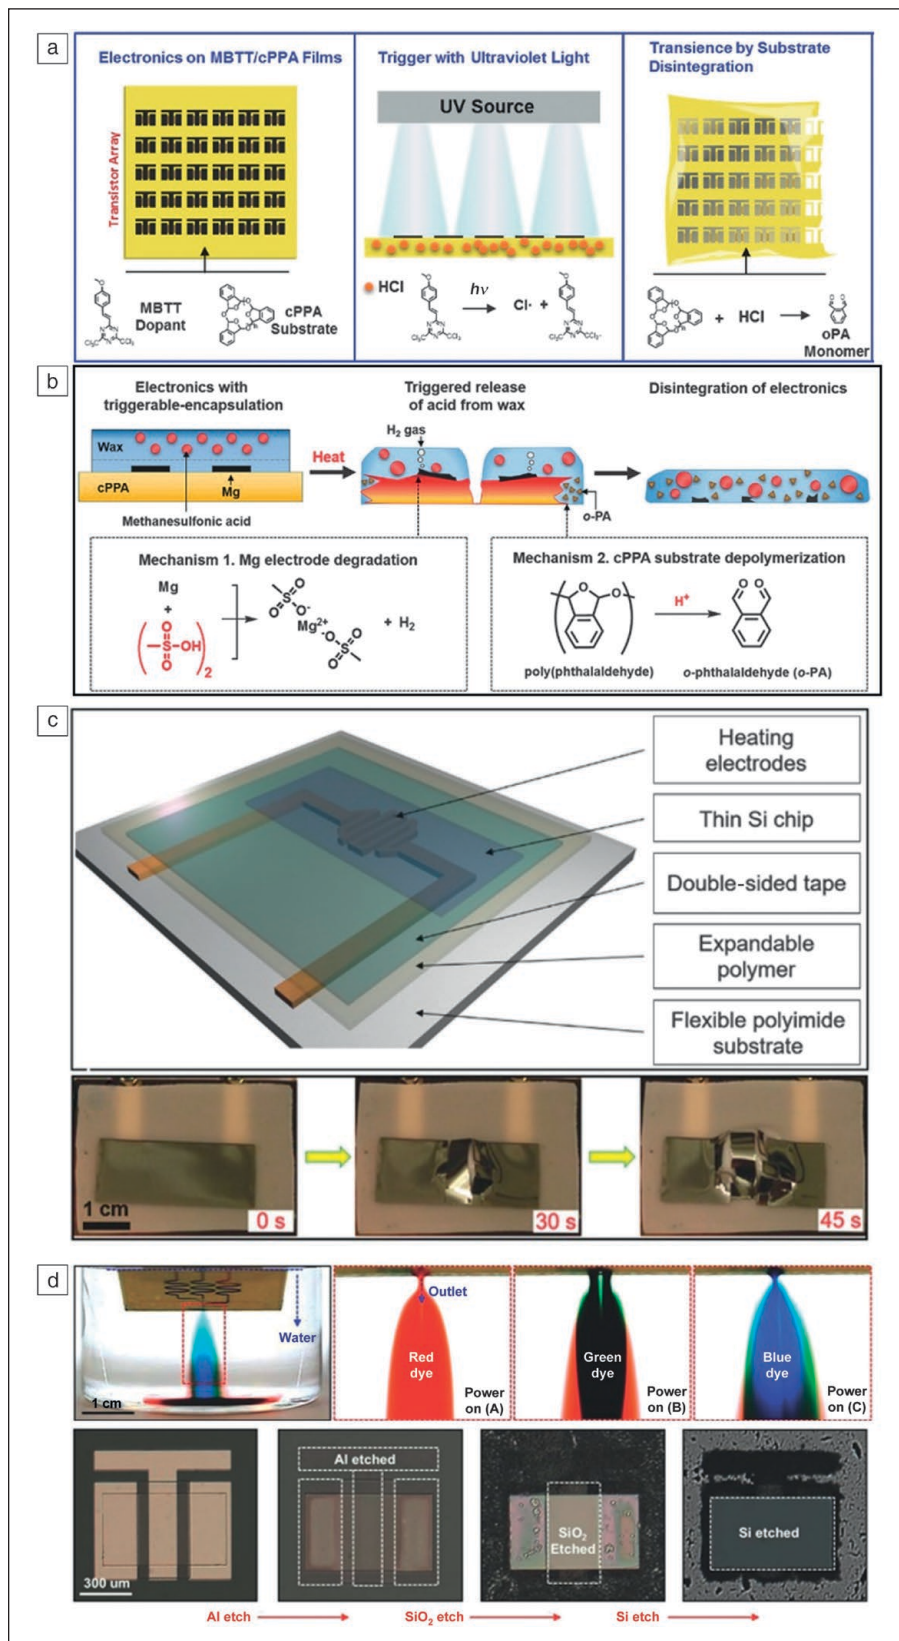 a
Electronics on MBTT/cPPA Films
Transistor Array
MBTT
Dopant
cPPA
Substrate
CCl₃
Trigger with Ultraviolet Light
UV Source
HCl
hν
Cl· +
Transience by Substrate
Disintegration
+ HCl
oPA
Monomer
b
Electronics with
triggerable-encapsulation
Wax
cPPA
Mg
Methanesulfonic acid
Heat
Triggered release
of acid from wax
H₂ gas
o-PA
Disintegration of electronics
Mechanism 1. Mg electrode degradation
Mg
+
( O S O OH )₂
Mg²⁺
+ H₂
Mechanism 2. cPPA substrate depolymerization
H⁺
poly(phthalaldehyde)
o-phthalaldehyde (o-PA)
c
Heating
electrodes
Thin Si chip
Double-sided tape
Expandable
polymer
Flexible polyimide
substrate
1 cm
0 s
30 s
45 s
d
Water
1 cm
Outlet
Red
dye
Power
on (A)
Green
dye
Power
on (B)
Blue
dye
Power
on (C)
300 um
Al etched
SiO₂
Etched
Si etched
Al etch
SiO₂ etch
Si etch